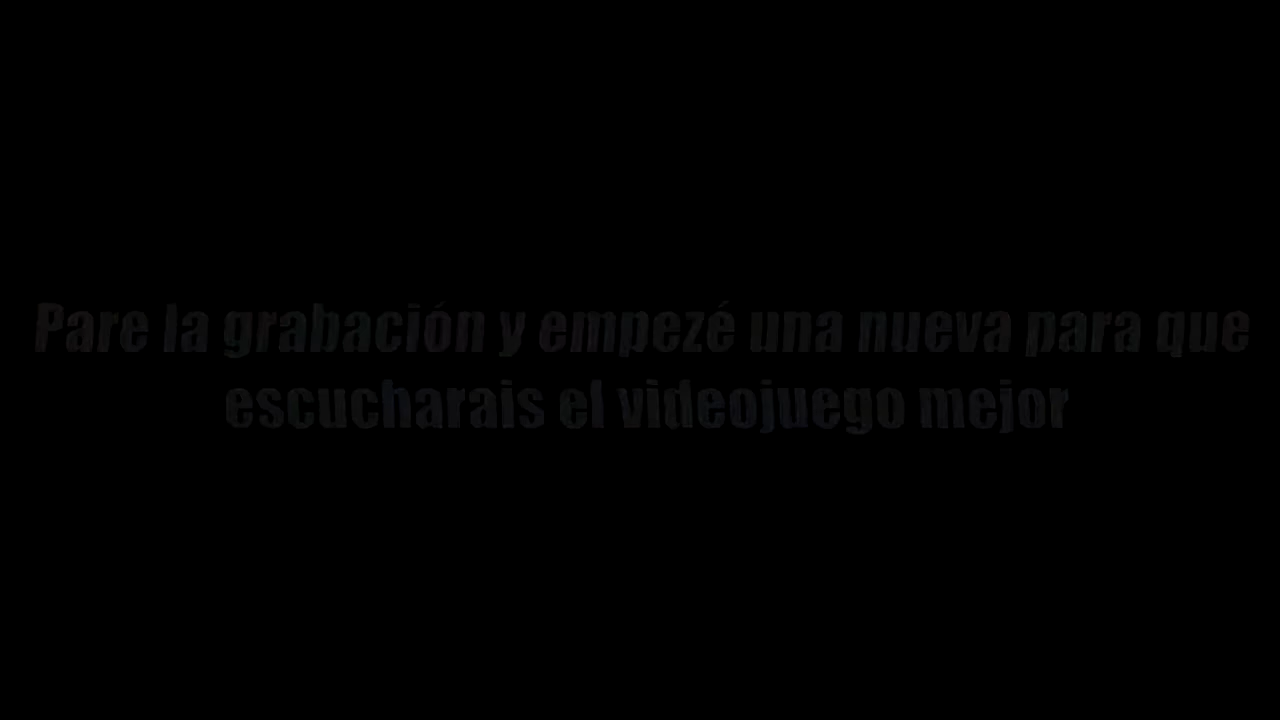 Pare la grabación y empezé una nueva para que
escucharais el videojuego mejor